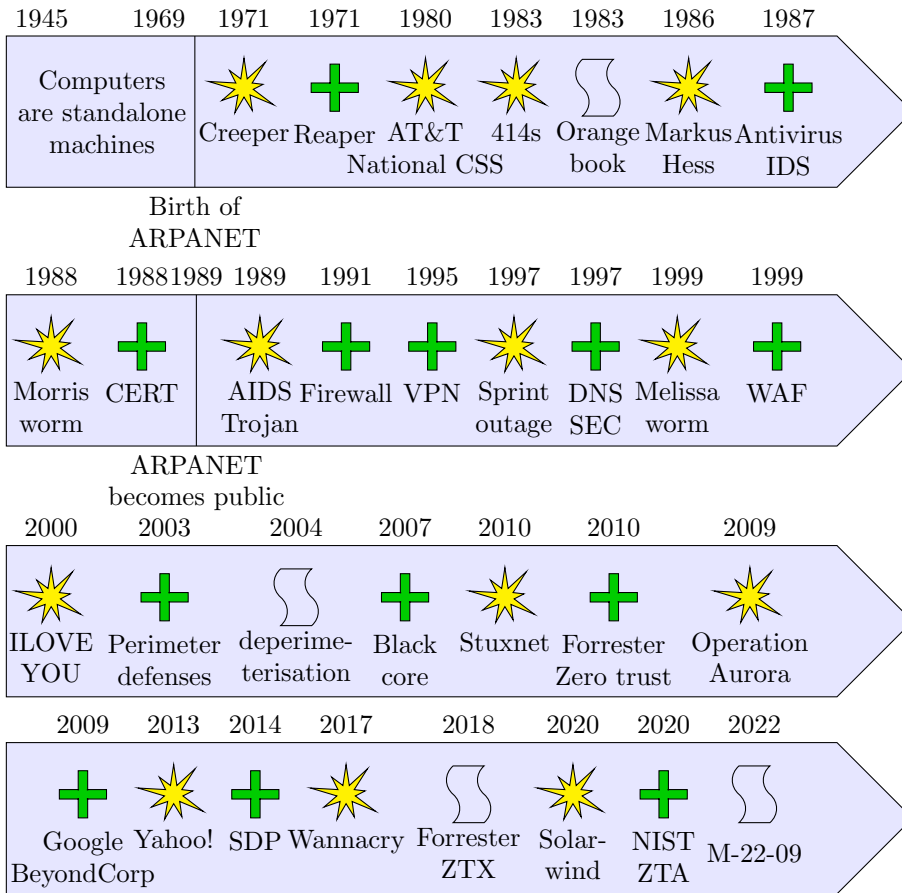 1945 1969 1971 1971 1980 1983 1983 1986 1987
Computers
are standalone
machines
Creeper Reaper AT&T 414s Orange Markus Antivirus
National CSS book Hess IDS
Birth of
ARPANET
1988 1988 1989 1989 1991 1995 1997 1997 1999 1999
Morris CERT AIDS Firewall VPN Sprint DNS Melissa WAF
worm Trojan outage SEC worm
ARPANET
becomes public
2000 2003 2004 2007 2010 2010 2009
ILOVE Perimeter deperime- Black Stuxnet Forrester Operation
YOU defenses terisation core Zero trust Aurora
2009 2013 2014 2017 2018 2020 2020 2022
Google Yahoo! SDP Wannacry Forrester Solar- NIST M-22-09
BeyondCorp ZTX wind ZTA